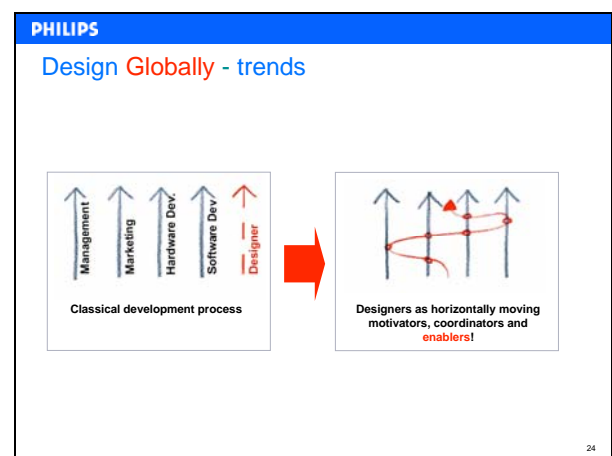 PHILIPS
Design Globally - trends
Management
Marketing
Hardware Dev.
Software Dev.
Designer
Classical development process
Designers as horizontally moving
motivators, coordinators and
enablers!
24